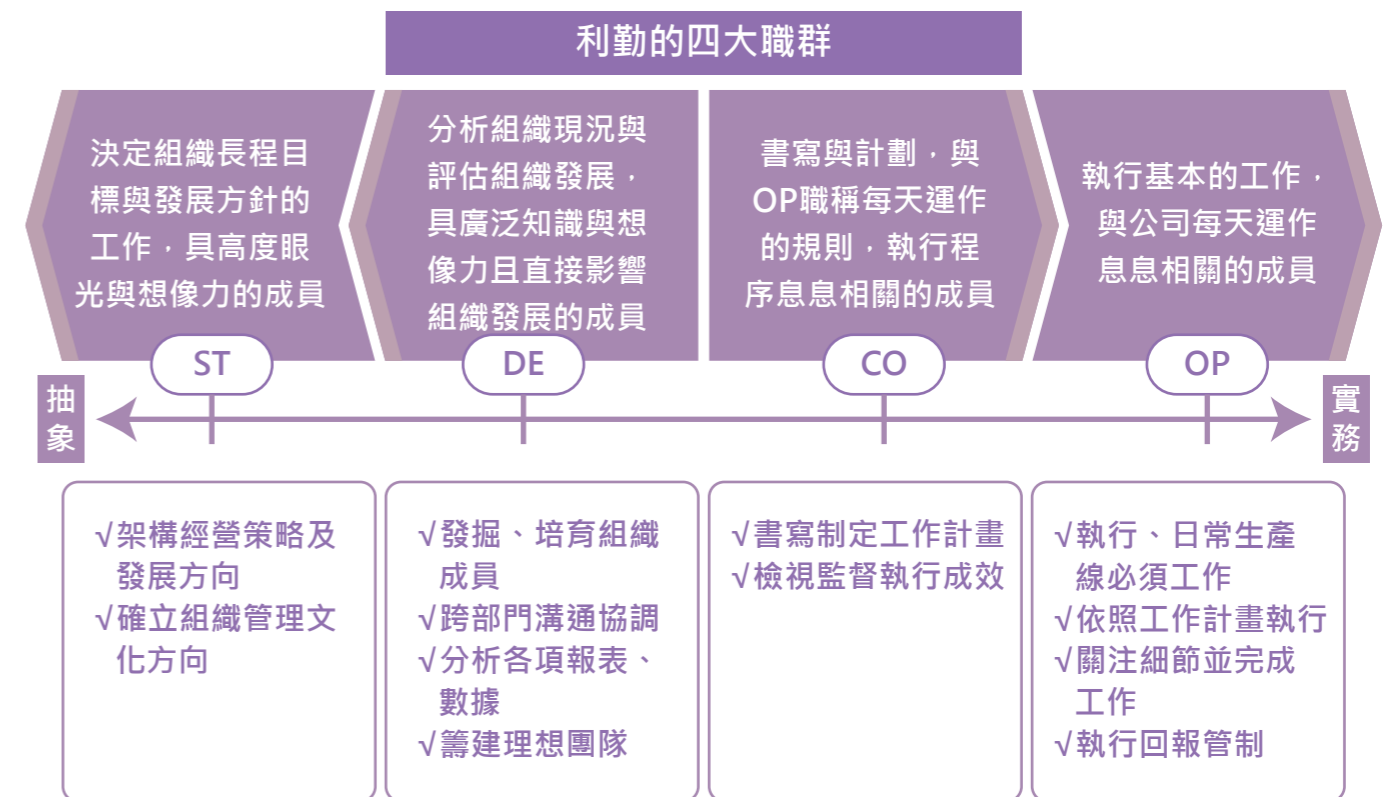 利勤的四大職群
決定組織長程目
標與發展方針的
工作，具高度眼
光與想像力的成員
ST
分析組織現況與
評估組織發展，
具廣泛知識與想
像力且直接影響
組織發展的成員
DE
書寫與計劃，與
OP職稱每天運作
的規則，執行程
序息息相關的成員
CO
執行基本的工作，
與公司每天運作
息息相關的成員
OP
抽
象
實
務
√架構經營策略及
發展方向
√確立組織管理文
化方向
√發掘、培育組織
成員
√跨部門溝通協調
√分析各項報表、
數據
√籌建理想團隊
√書寫制定工作計畫
√檢視監督執行成效
√執行、日常生產
線必須工作
√依照工作計畫執行
√關注細節並完成
工作
√執行回報管制